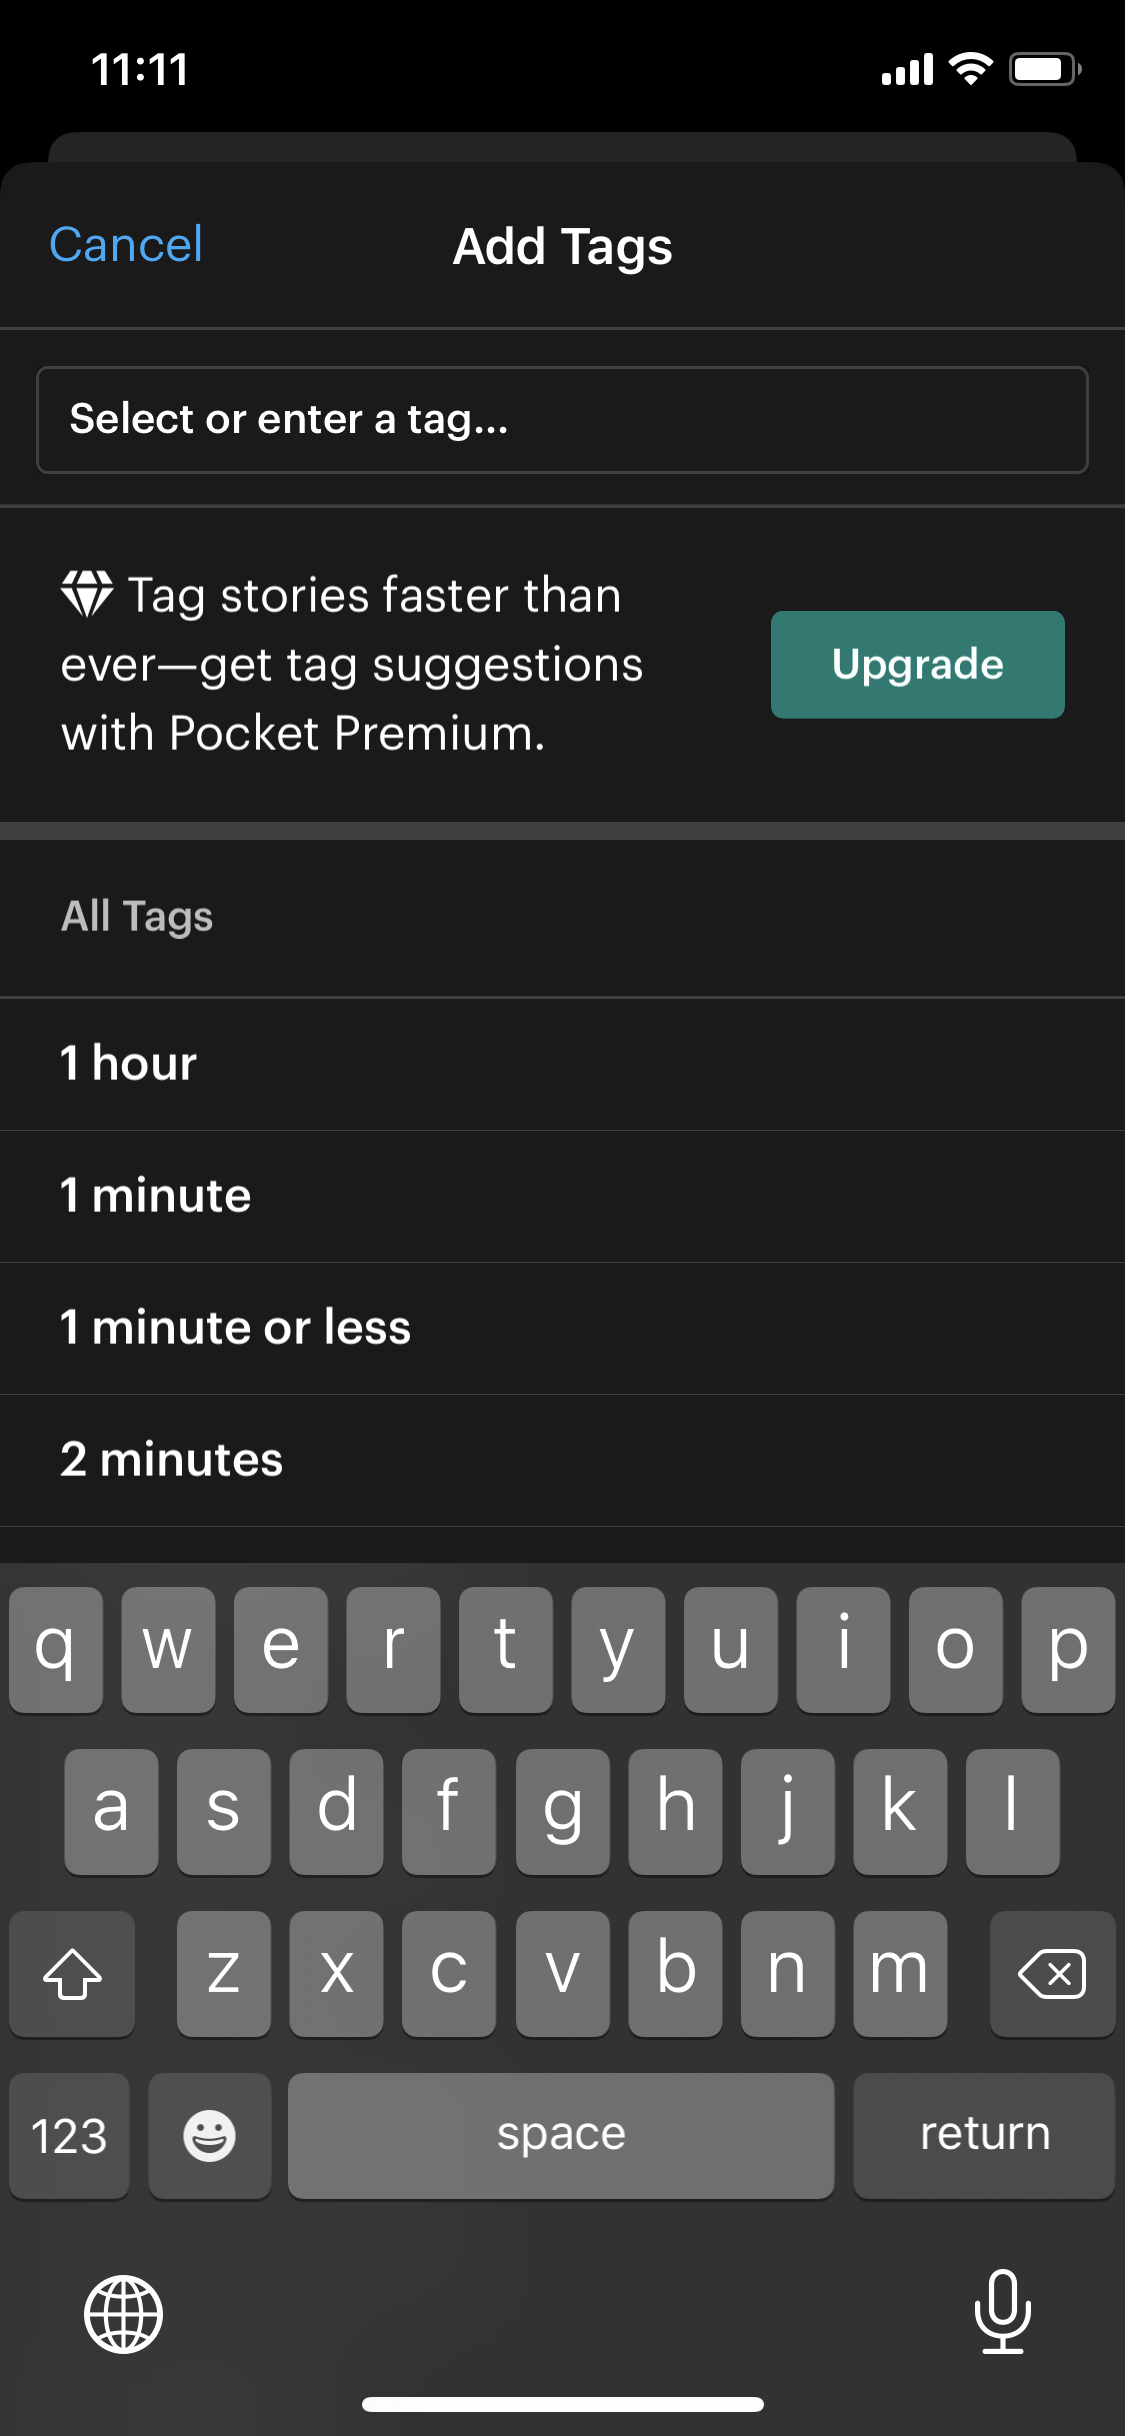 11:11
Cancel
Add Tags
Select or enter a tag...
Tag stories faster than
ever—get tag suggestions
with Pocket Premium.
Upgrade
All Tags
1 hour
1 minute
1 minute or less
2 minutes
q w e r t y u i o p
a s d f g h j k l
z x c v b n m
123 space return